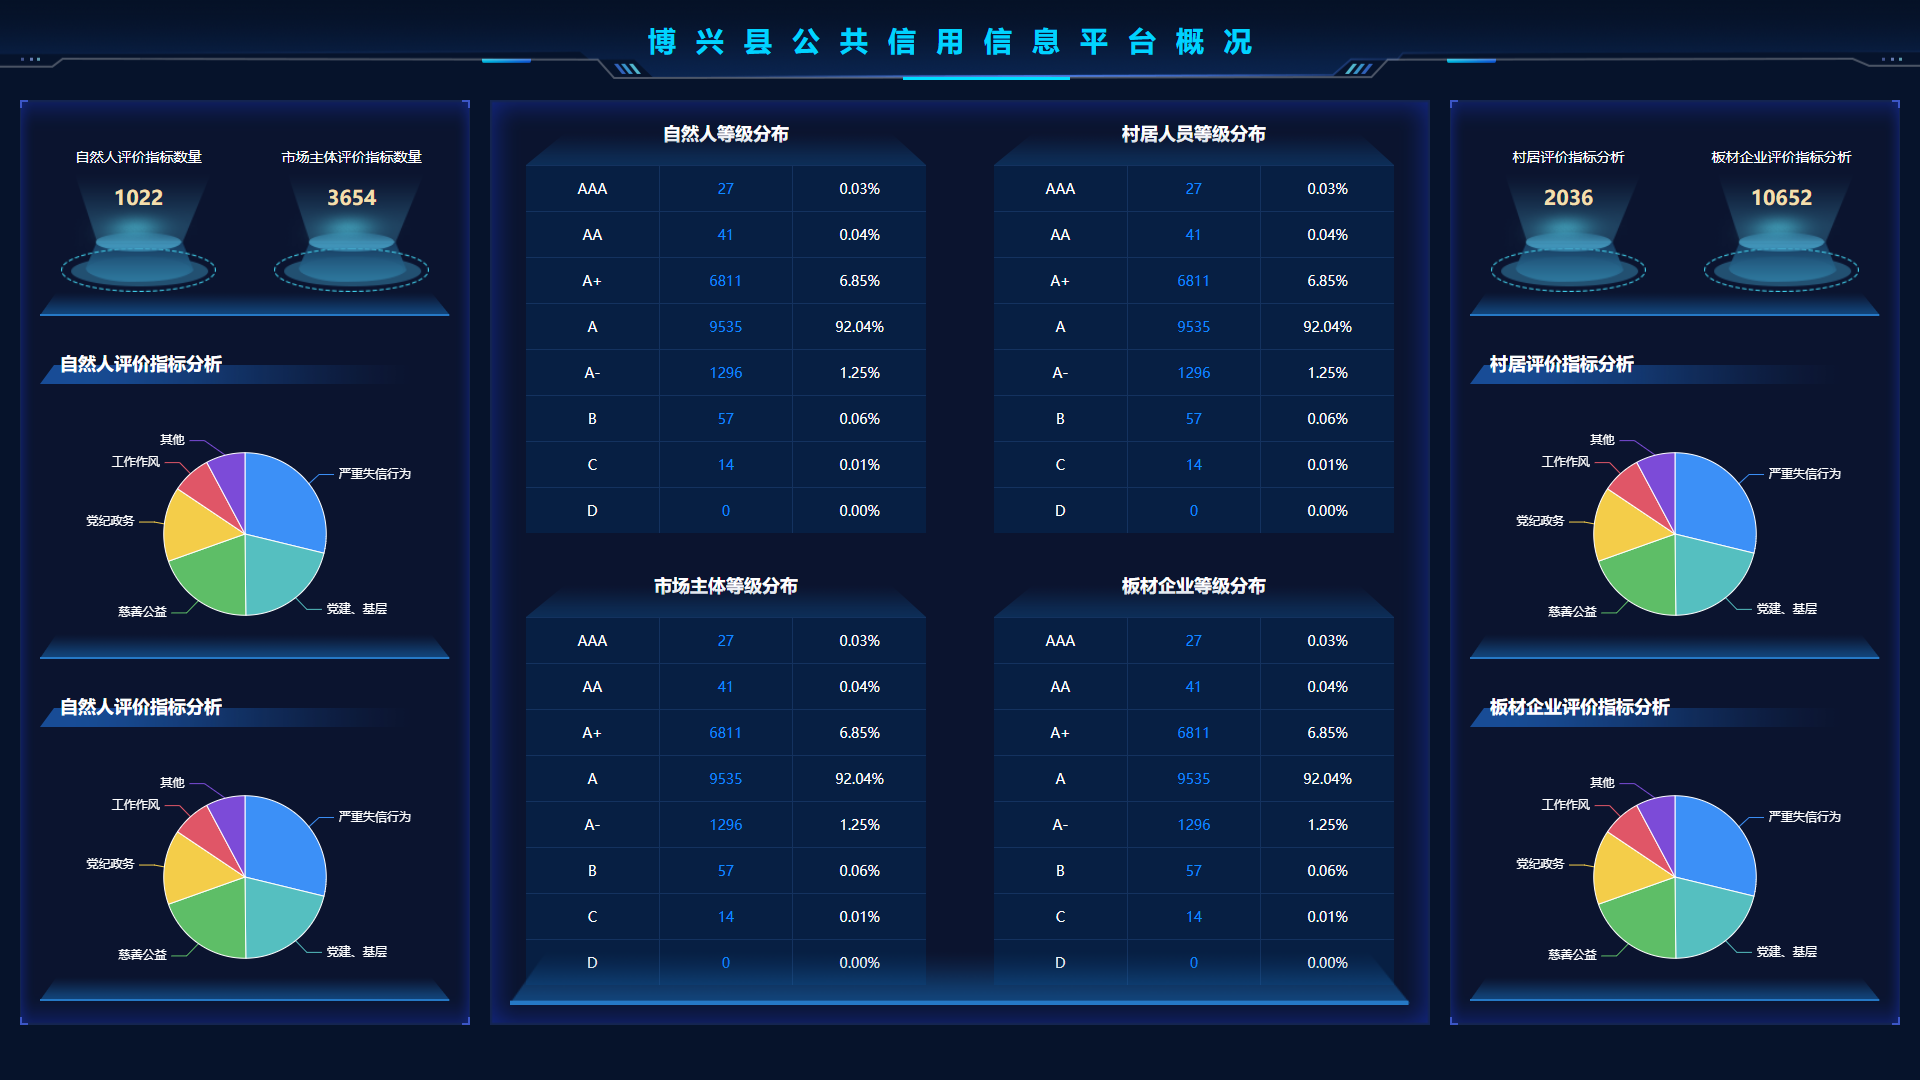 博兴县公共信用信息平台概况
自然人评价指标数量
1022
市场主体评价指标数量
3654
自然人评价指标分析
其他
工作作风
严重失信行为
党纪政务
慈善公益
党建、基层
自然人评价指标分析
其他
工作作风
严重失信行为
党纪政务
慈善公益
党建、基层
自然人等级分布
AAA 27 0.03%
AA 41 0.04%
A+ 6811 6.85%
A 9535 92.04%
A- 1296 1.25%
B 57 0.06%
C 14 0.01%
D 0 0.00%
村居人员等级分布
AAA 27 0.03%
AA 41 0.04%
A+ 6811 6.85%
A 9535 92.04%
A- 1296 1.25%
B 57 0.06%
C 14 0.01%
D 0 0.00%
市场主体等级分布
AAA 27 0.03%
AA 41 0.04%
A+ 6811 6.85%
A 9535 92.04%
A- 1296 1.25%
B 57 0.06%
C 14 0.01%
D 0 0.00%
板材企业等级分布
AAA 27 0.03%
AA 41 0.04%
A+ 6811 6.85%
A 9535 92.04%
A- 1296 1.25%
B 57 0.06%
C 14 0.01%
D 0 0.00%
村居评价指标分析
2036
板材企业评价指标分析
10652
村居评价指标分析
其他
工作作风
严重失信行为
党纪政务
慈善公益
党建、基层
板材企业评价指标分析
其他
工作作风
严重失信行为
党纪政务
慈善公益
党建、基层